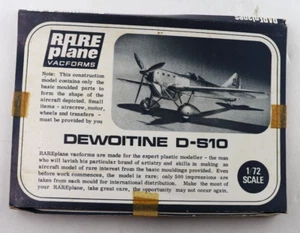 RAREplane
RARE
plane
VACFORMS
Note: This construction
model contains only the
basic moulded parts to
form the shape of the
aircraft depicted. Small
items - airscrew, motor,
wheels and transfers -
must be provided by you
DEWOITINE D-510
RAREplane vacforms are made for the expert plastic modeller - the man
who will lavish his particular brand of artistry and skills in making an
aircraft model of rare interest from the basic mouldings provided. Even
before work commences, the model is rare; only 500 impressions are
taken from each mould for international distribution. Make the most of
your RAREplane, take great care, the opportunity may not occur again.
1/72
SCALE